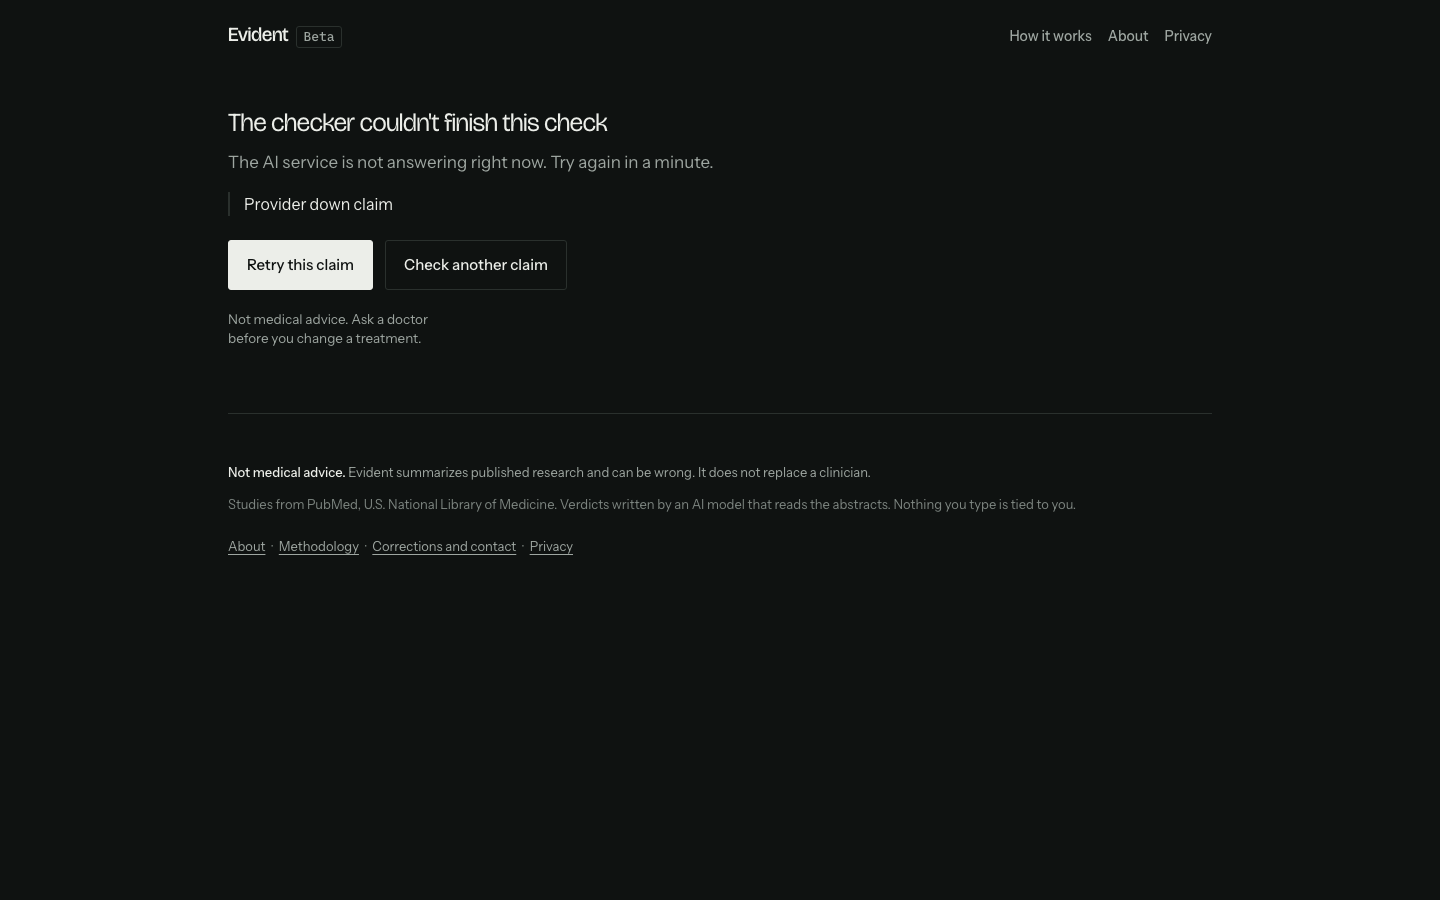 Evident Beta
How it works About Privacy
The checker couldn't finish this check
The AI service is not answering right now. Try again in a minute.
Provider down claim
Retry this claim Check another claim
Not medical advice. Ask a doctor
before you change a treatment.
Not medical advice. Evident summarizes published research and can be wrong. It does not replace a clinician.
Studies from PubMed, U.S. National Library of Medicine. Verdicts written by an AI model that reads the abstracts. Nothing you type is tied to you.
About · Methodology · Corrections and contact · Privacy